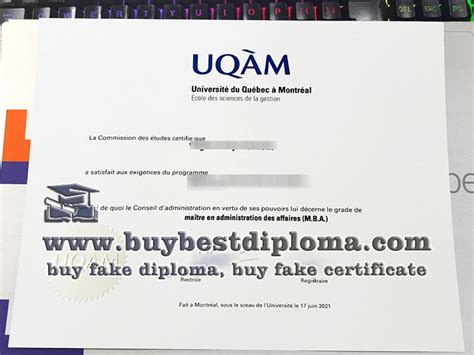 UQÀM
Université du Québec à Montréal
École des sciences de la gestion
La Commission des études certifie que
a satisfait aux exigences du programme
de quoi le Conseil d'administration en vertu de ses pouvoirs lui décerne le grade de
maître en administration des affaires (M.B.A.)
www.buybestdiploma.com
buy fake diploma, buy fake certificate
UQAM
Rectrice
Registraire
Fait à Montréal, sous le sceau de l'Université le 17 juin 2021